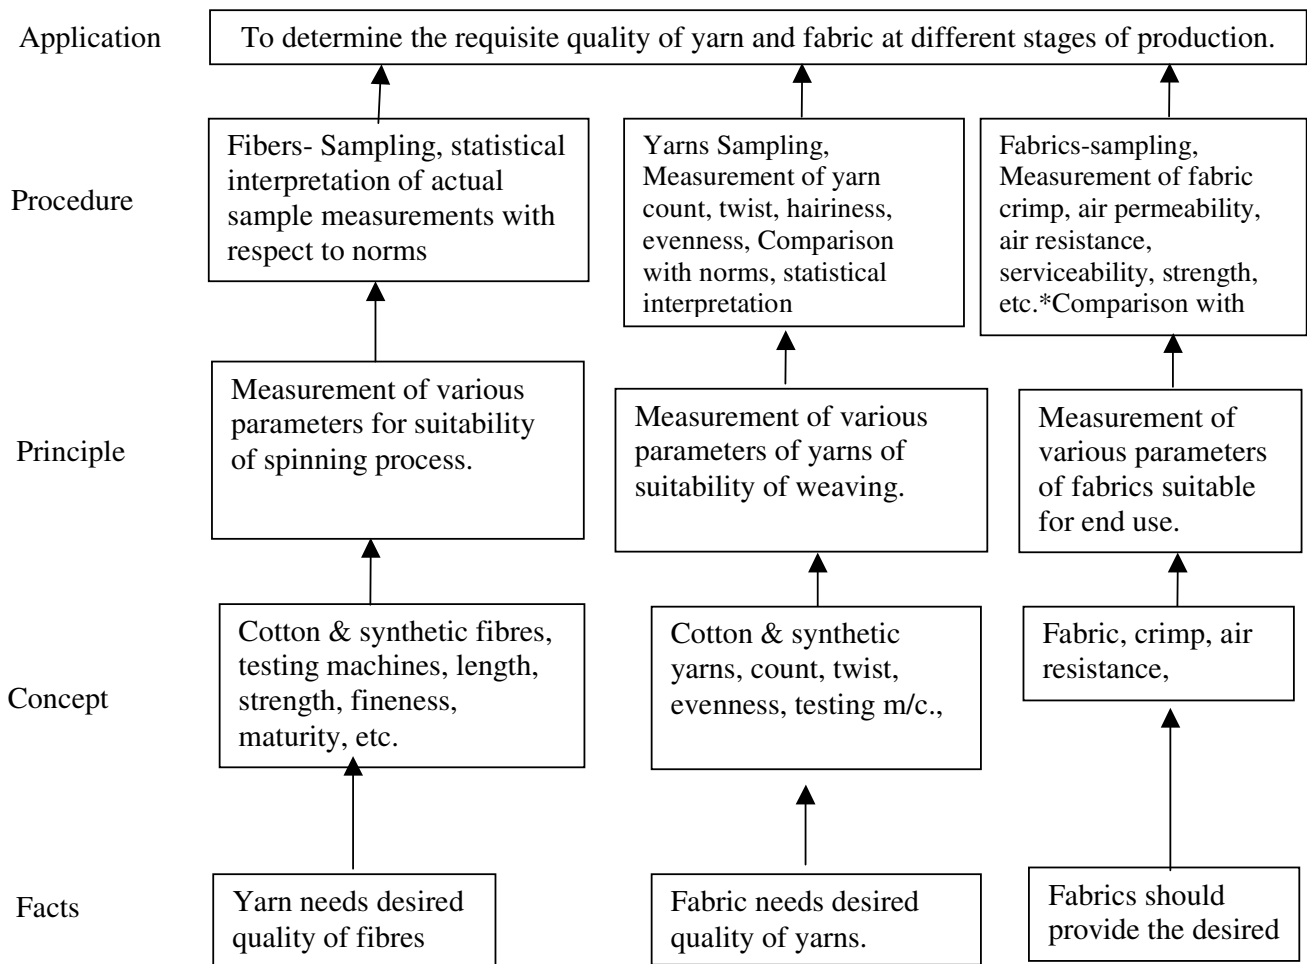 Application
To determine the requisite quality of yarn and fabric at different stages of production.
Procedure
Fibers- Sampling, statistical
interpretation of actual
sample measurements with
respect to norms
Yarns Sampling,
Measurement of yarn
count, twist, hairiness,
evenness, Comparison
with norms, statistical
interpretation
Fabrics-sampling,
Measurement of fabric
crimp, air permeability,
air resistance,
serviceability, strength,
etc.*Comparison with
Principle
Measurement of various
parameters for suitability
of spinning process.
Measurement of various
parameters of yarns of
suitability of weaving.
Measurement of
various parameters
of fabrics suitable
for end use.
Concept
Cotton & synthetic fibres,
testing machines, length,
strength, fineness,
maturity, etc.
Cotton & synthetic
yarns, count, twist,
evenness, testing m/c.,
Fabric, crimp, air
resistance,
Facts
Yarn needs desired
quality of fibres
Fabric needs desired
quality of yarns.
Fabrics should
provide the desired